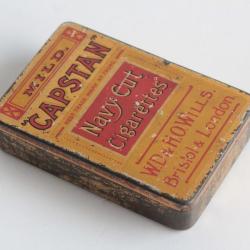 MILD.
"CAPSTAN"
Navy Cut
Cigarettes
W.D.& H.O.WILLS.
Bristol & London